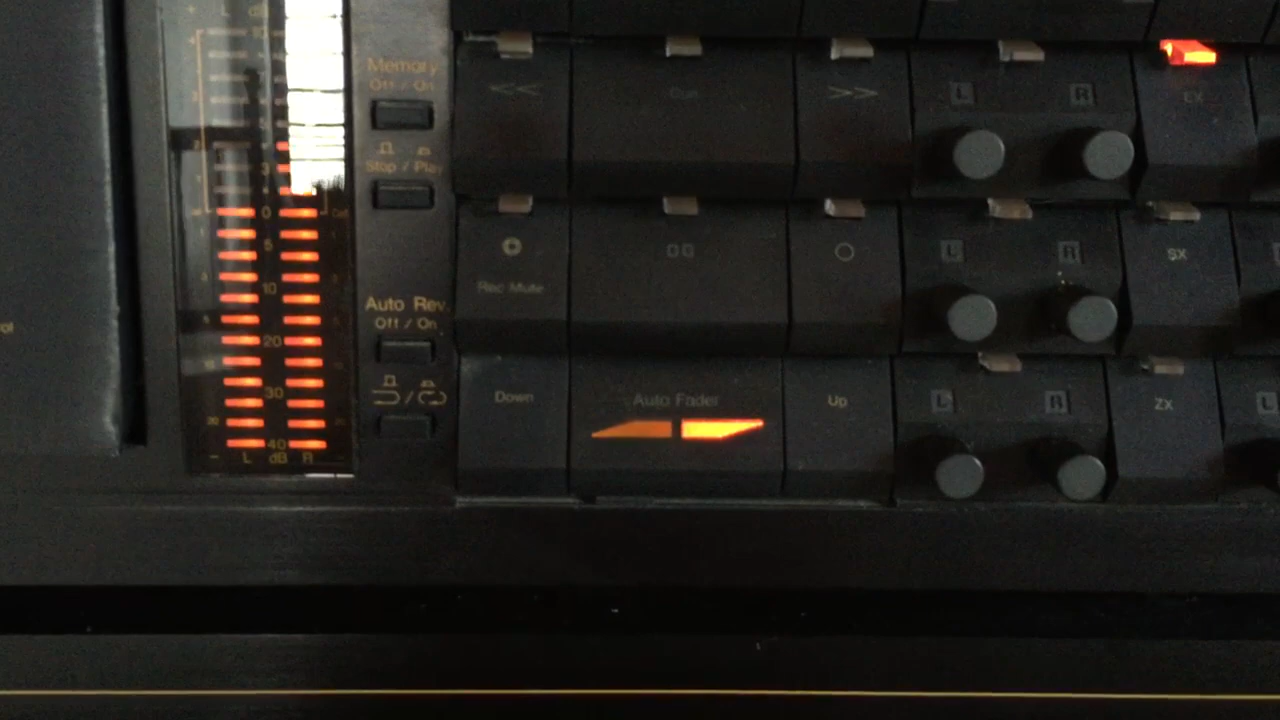 Memory
Off / On
Stop / Play
Auto Rev.
Off / On
0
5
10
20
30
40
L dB R
<<
>>
L R
EX
Rec Mute
L R
SX
Down
Auto Fader
Up
L R
ZX
L